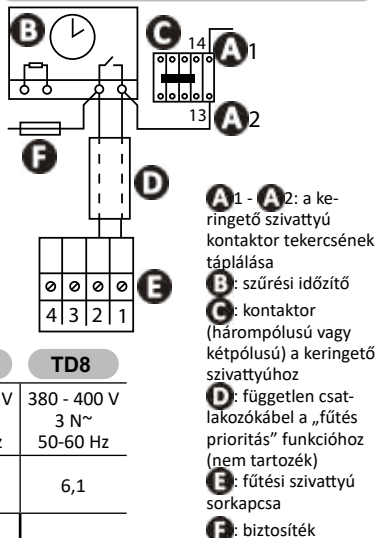 B
C
14
A1
13
A2
F
D
E
4 3 2 1
TD8
V
380 - 400 V
3 N~
z
50-60 Hz
6,1
A1 - A2: a ke-
ringető szivattyú
kontaktor tekercsének
táplálása
B: szűrési időzítő
C: kontaktor
(hárompólusú vagy
kétpólusú) a keringető
szivattyúhoz
D: független csat-
lakozókábel a „fűtés
prioritás” funkcióhoz
(nem tartozék)
E: fűtési szivattyú
sorkapcsa
F: biztosíték